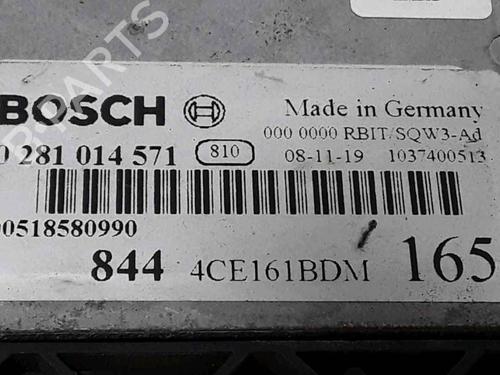 BOSCH
Made in Germany
000 0000 RBIT/SQW3-Ad
0 281 014 571 810 08-11-19 1037400513
00518580990
844 4CE161BDM 165